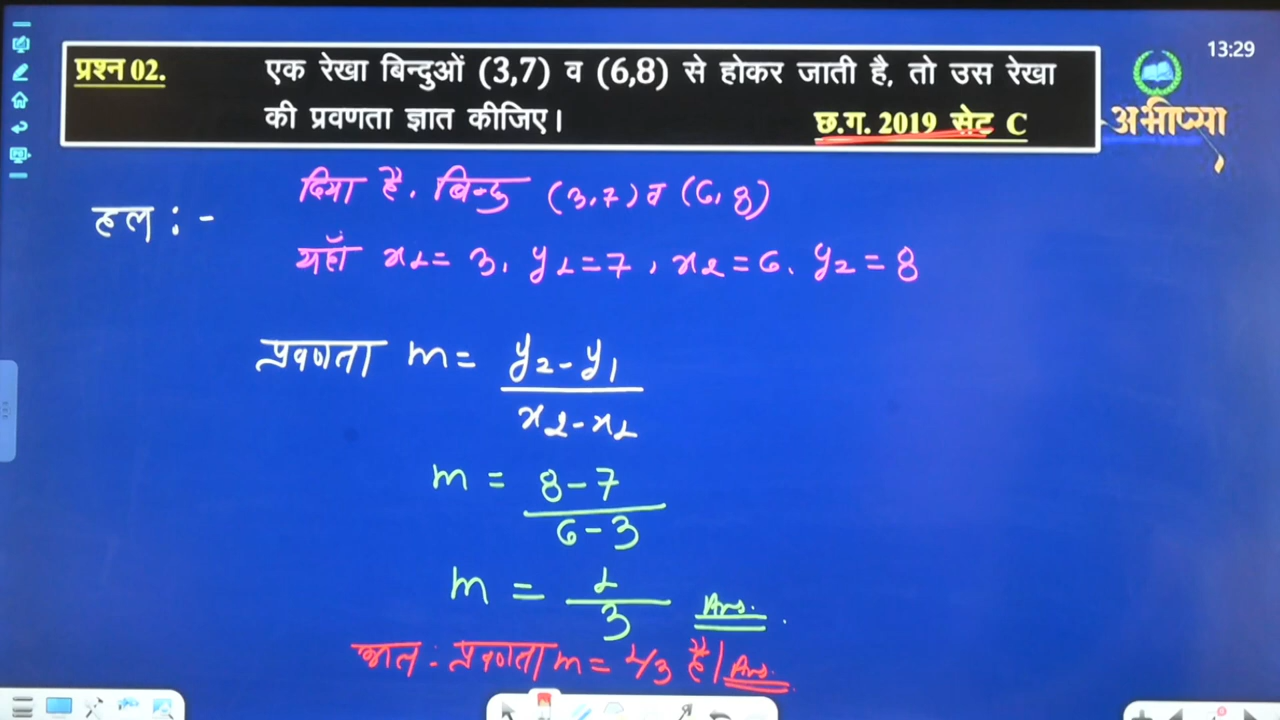 13:29
प्रश्न 02. एक रेखा बिन्दुओं (3,7) व (6,8) से होकर जाती है, तो उस रेखा
की प्रवणता ज्ञात कीजिए। छ.ग. 2019 सेट C
अभीप्सा
हल :- दिया है, बिन्दु (3,7) व (6,8)
यहाँ x1 = 3, y1 = 7, x2 = 6, y2 = 8
प्रवणता m = y2 - y1 / x2 - x1
m = 8 - 7 / 6 - 3
m = 1 / 3 Ans.
अतः प्रवणता m = 1/3 है। Ans.